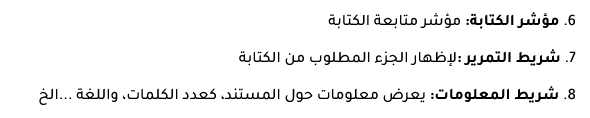 6. مؤشر الكتابة: مؤشر متابعة الكتابة
7. شريط التمرير :لإظهار الجزء المطلوب من الكتابة
8. شريط المعلومات: يعرض معلومات حول المستند، كعدد الكلمات، واللغة ...الخ